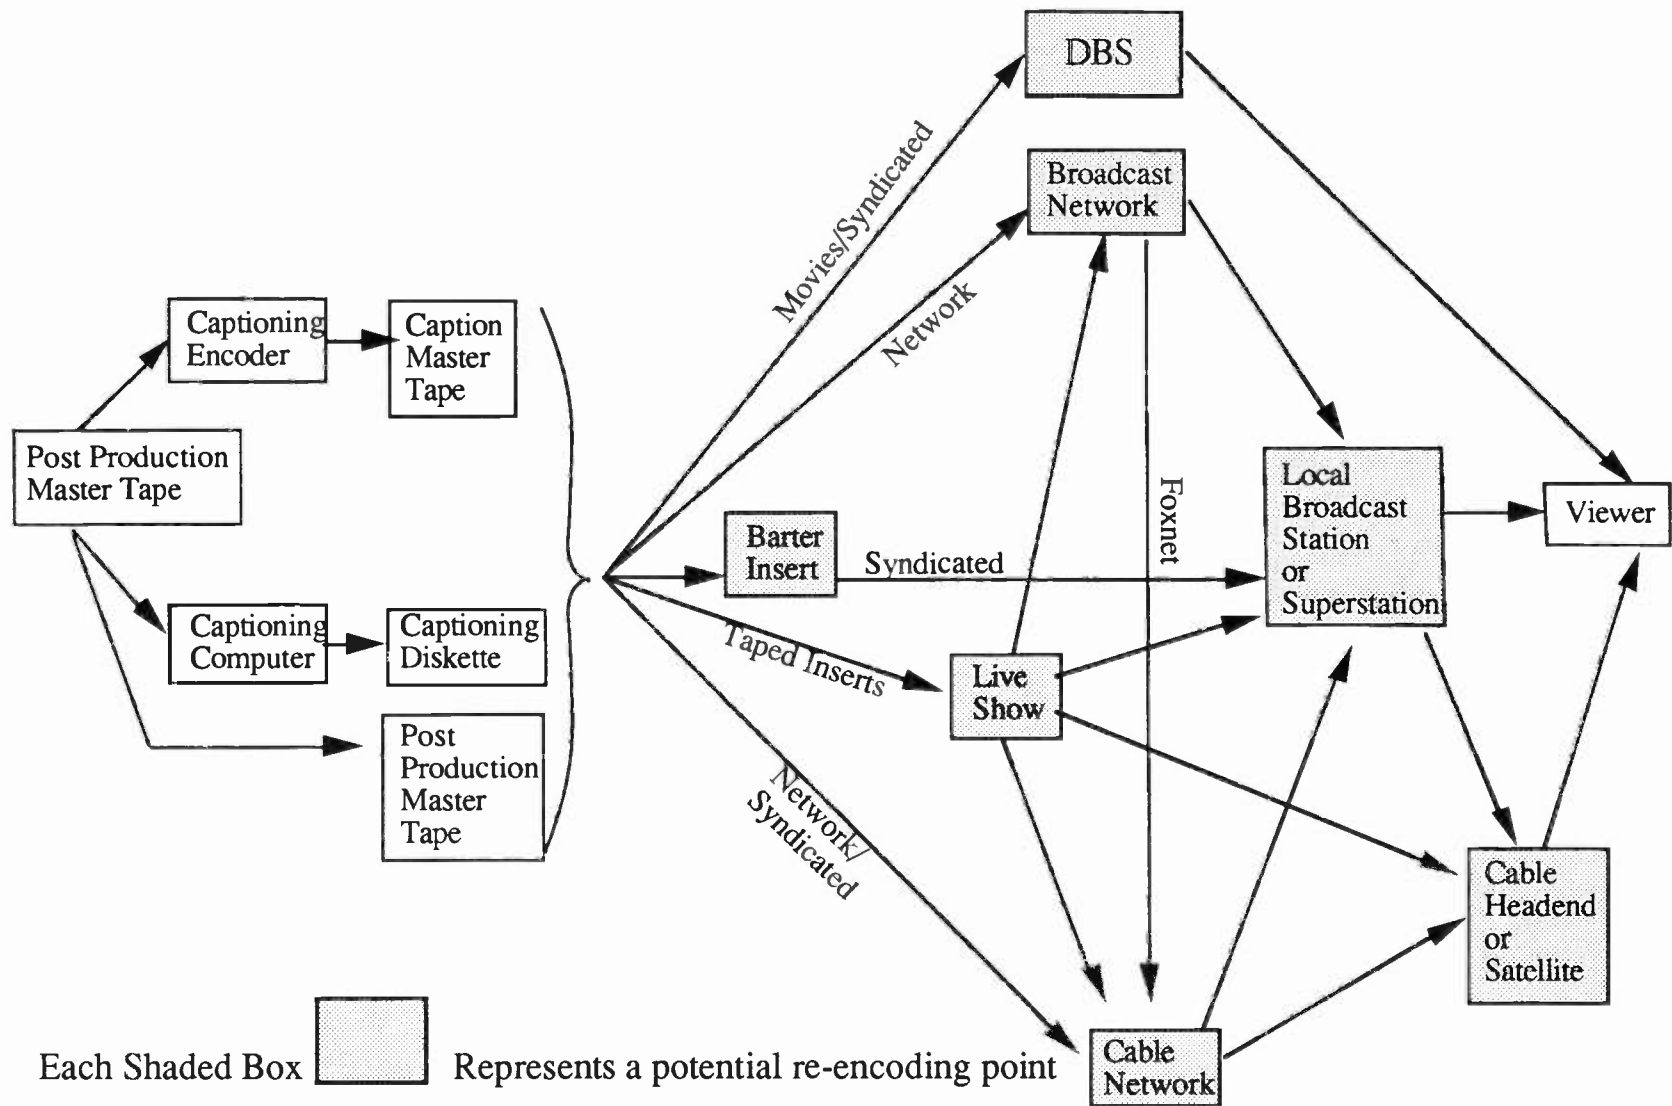 DBS
Broadcast
Network
Movies/Syndicated
Network
Captioning
Encoder
Caption
Master
Tape
Post Production
Master Tape
Local
Broadcast
Station
or
Superstation
Viewer
Foxnet
Barter
Insert
Syndicated
Captioning
Computer
Captioning
Diskette
Taped Inserts
Live
Show
Post
Production
Master
Tape
Network/
Syndicated
Cable
Headend
or
Satellite
Cable
Network
Each Shaded Box
Represents a potential re-encoding point